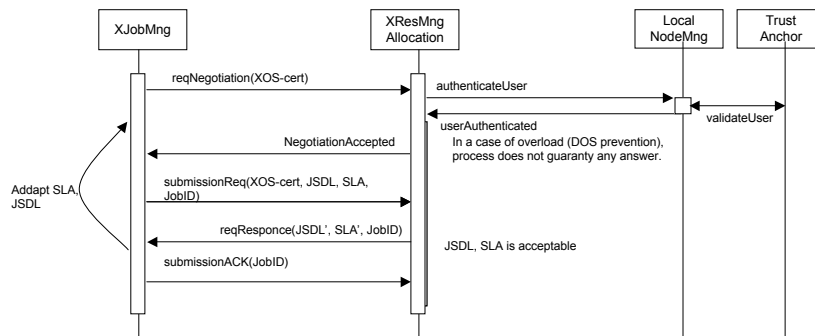 XJobMng
XResMng
Allocation
Local
NodeMng
Trust
Anchor
reqNegotiation(XOS-cert)
authenticateUser
validateUser
userAuthenticated
In a case of overload (DOS prevention),
process does not guaranty any answer.
NegotiationAccepted
submissionReq(XOS-cert, JSDL, SLA,
JobID)
Addapt SLA,
JSDL
reqResponce(JSDL', SLA', JobID)
JSDL, SLA is acceptable
submissionACK(JobID)